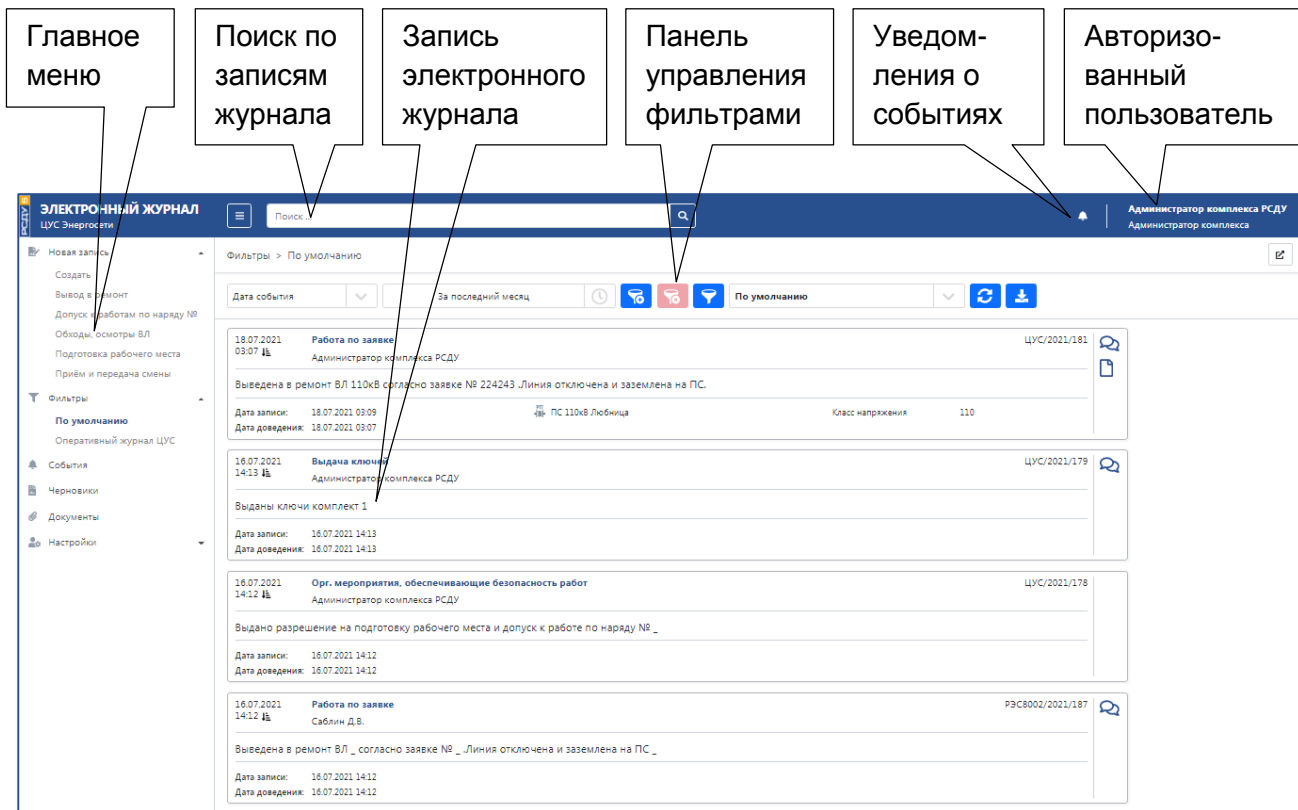 Главное
меню
Поиск по
записям
журнала
Запись
электронного
журнала
Панель
управления
фильтрами
Уведом-
ления о
событиях
Авторизо-
ванный
пользователь
РСДУ 5
ЭЛЕКТРОННЫЙ ЖУРНАЛ
ЦУС Энергосети
Поиск ...
Администратор комплекса РСДУ
Администратор комплекса
Новая запись
Создать
Вывод в ремонт
Допуск к работам по наряду №
Обходы, осмотры ВЛ
Подготовка рабочего места
Приём и передача смены
Фильтры
По умолчанию
Оперативный журнал ЦУС
События
Черновики
Документы
Настройки
Фильтры > По умолчанию
Дата события За последний месяц По умолчанию
18.07.2021 Работа по заявке ЦУС/2021/181
03:07 Администратор комплекса РСДУ
Выведена в ремонт ВЛ 110кВ согласно заявке № 224243 .Линия отключена и заземлена на ПС.
Дата записи: 18.07.2021 03:09 ПС 110кВ Любница Класс напряжения 110
Дата доведения: 18.07.2021 03:07
16.07.2021 Выдача ключей ЦУС/2021/179
14:13 Администратор комплекса РСДУ
Выданы ключи комплект 1
Дата записи: 16.07.2021 14:13
Дата доведения: 16.07.2021 14:13
16.07.2021 Орг. мероприятия, обеспечивающие безопасность работ ЦУС/2021/178
14:12 Администратор комплекса РСДУ
Выдано разрешение на подготовку рабочего места и допуск к работе по наряду № _
Дата записи: 16.07.2021 14:12
Дата доведения: 16.07.2021 14:12
16.07.2021 Работа по заявке РЭС8002/2021/187
14:12 Саблин Д.В.
Выведена в ремонт ВЛ _ согласно заявке № _ .Линия отключена и заземлена на ПС _
Дата записи: 16.07.2021 14:12
Дата доведения: 16.07.2021 14:12